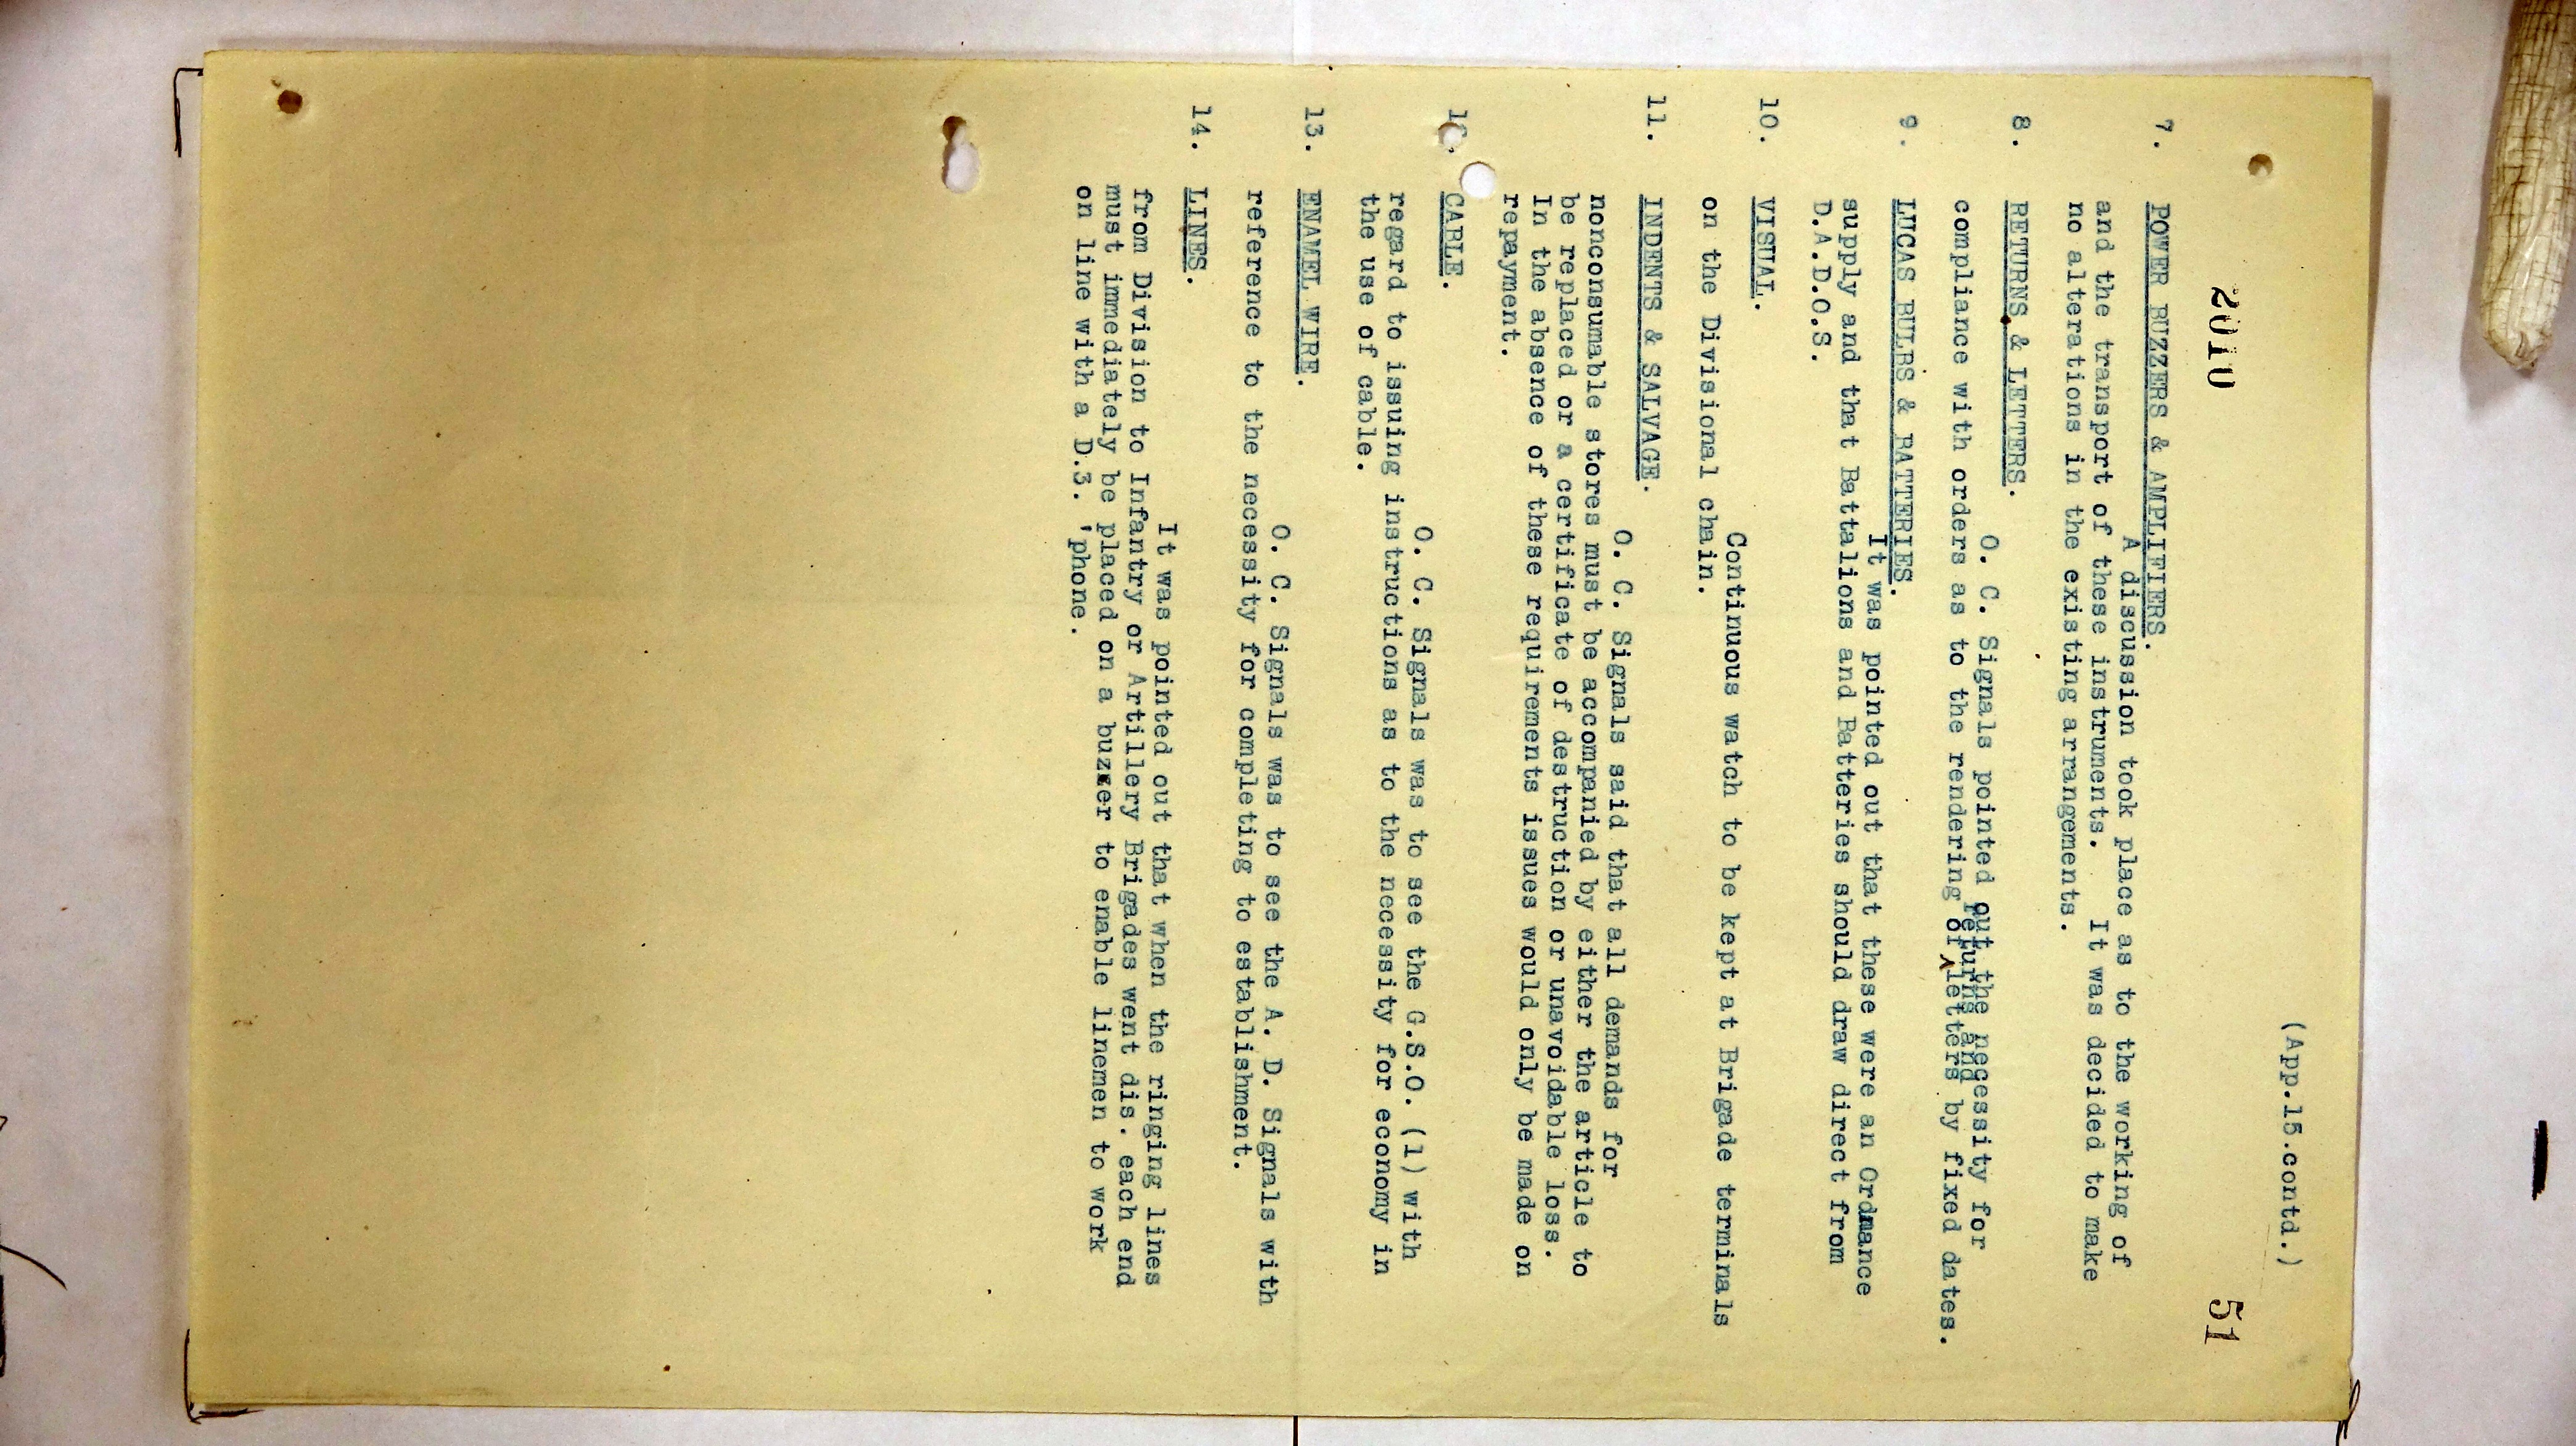 (App.15.contd.)
2010
51
7. POWER BUZZERS & AMPLIFIERS.
A discussion took place as to the working of
and the transport of these instruments. It was decided to make
no alterations in the existing arrangements.
8. RETURNS & LETTERS.
O. C. Signals pointed out the necessity for
returns and
compliance with orders as to the rendering of ^ letters by fixed dates.
9. LUCAS BULBS & BATTERIES.
It was pointed out that these were an Ordnance
supply and that Battalions and Batteries should draw direct from
D.A.D.O.S.
10. VISUAL.
Continuous watch to be kept at Brigade terminals
on the Divisional chain.
11. INDENTS & SALVAGE.
O. C. Signals said that all demands for
nonconsumable stores must be accompanied by either the article to
be replaced or a certificate of destruction or unavoidable loss.
In the absence of these requirements issues would only be made on
repayment.
12. CABLE.
O. C. Signals was to see the G.S.O. (1) with
regard to issuing instructions as to the necessity for economy in
the use of cable.
13. ENAMEL WIRE.
O. C. Signals was to see the A. D. Signals with
reference to the necessity for completing to establishment.
14. LINES.
It was pointed out that when the ringing lines
from Division to Infantry or Artillery Brigades went dis. each end
must immediately be placed on a buzzer to enable linemen to work
on line with a D.3. 'phone.